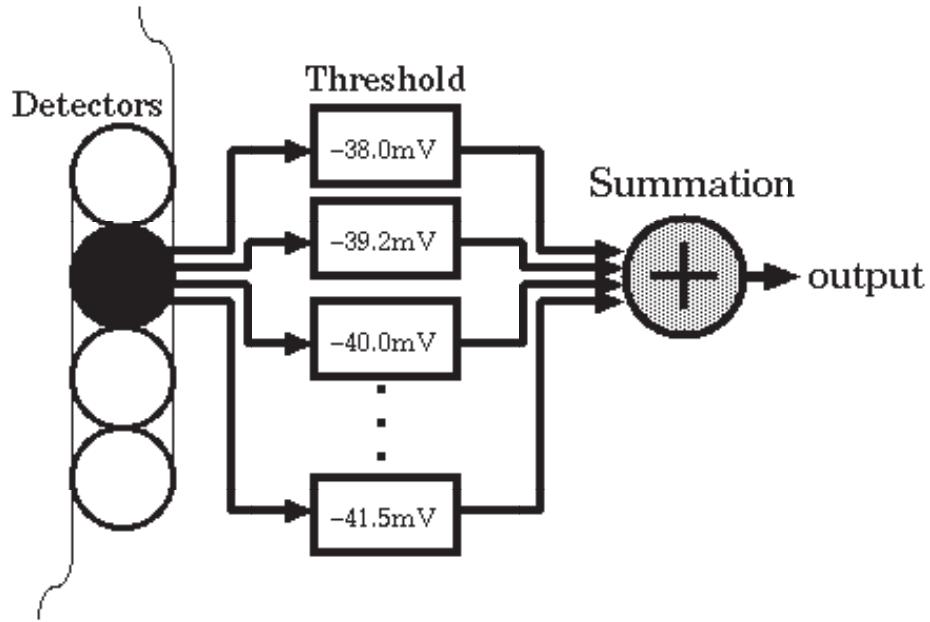 Threshold
Detectors
−38.0mV
Summation
−39.2mV
output
−40.0mV
−41.5mV